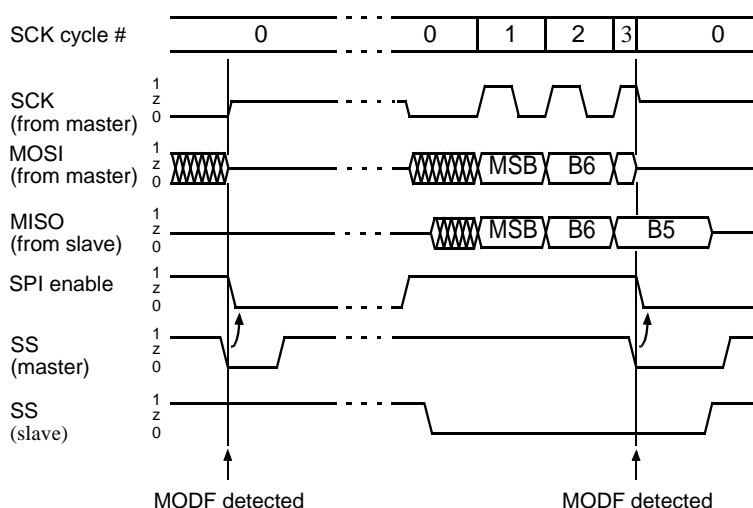 SCK cycle # 0 0 1 2 3 0
SCK
(from master)
1
z
0
MOSI
(from master)
1
z
0
MSB B6
MISO
(from slave)
1
z
0
MSB B6 B5
SPI enable
1
z
0
SS
(master)
1
z
0
SS
(slave)
1
z
0
MODF detected MODF detected